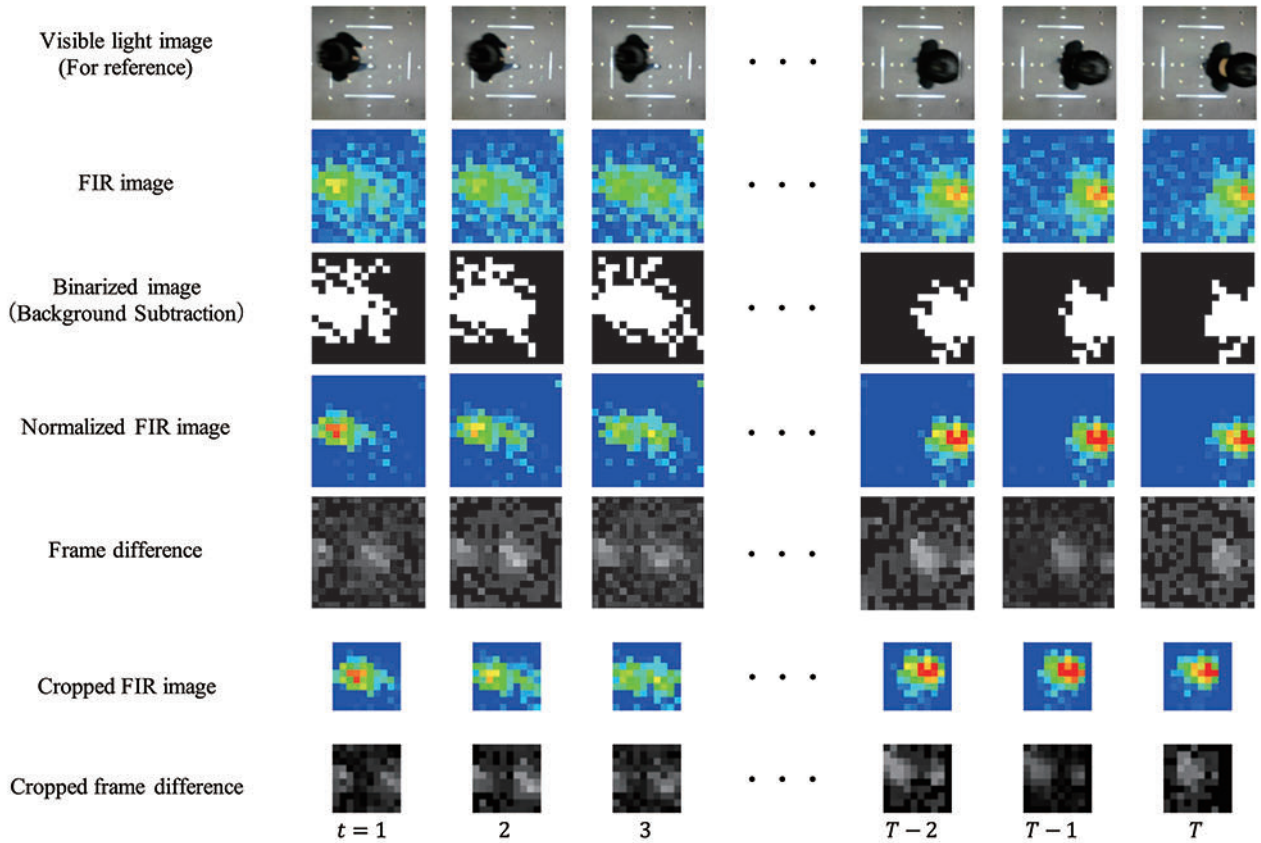 Visible light image
(For reference)
· · ·
FIR image
· · ·
Binarized image
(Background Subtraction)
· · ·
Normalized FIR image
· · ·
Frame difference
· · ·
Cropped FIR image
· · ·
Cropped frame difference
· · ·
t = 1 2 3 T − 2 T − 1 T